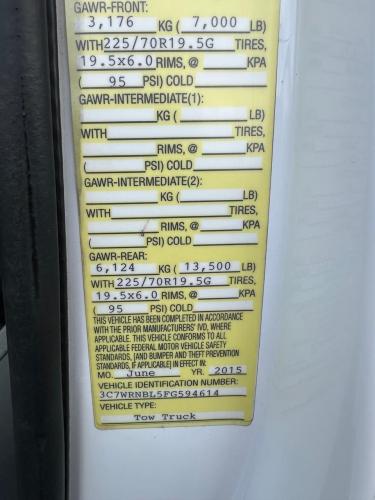 GAWR-FRONT:
3,176 KG ( 7,000 LB)
WITH 225/70R19.5G TIRES,
19.5x6.0 RIMS, @ KPA
( 95 PSI) COLD
GAWR-INTERMEDIATE(1):
KG ( LB)
WITH TIRES,
RIMS, @ KPA
( PSI) COLD
GAWR-INTERMEDIATE(2):
KG ( LB)
WITH TIRES,
RIMS, @ KPA
( PSI) COLD
GAWR-REAR:
6,124 KG ( 13,500 LB)
WITH 225/70R19.5G TIRES,
19.5x6.0 RIMS, @ KPA
( 95 PSI) COLD
THIS VEHICLE HAS BEEN COMPLETED IN ACCORDANCE
WITH THE PRIOR MANUFACTURERS' IVD, WHERE
APPLICABLE. THIS VEHICLE CONFORMS TO ALL
APPLICABLE FEDERAL MOTOR VEHICLE SAFETY
STANDARDS, [AND BUMPER AND THEFT PREVENTION
STANDARDS, IF APPLICABLE] IN EFFECT IN:
MO. June YR. 2015
VEHICLE IDENTIFICATION NUMBER:
3C7WRNBL5FG594614
VEHICLE TYPE:
Tow Truck